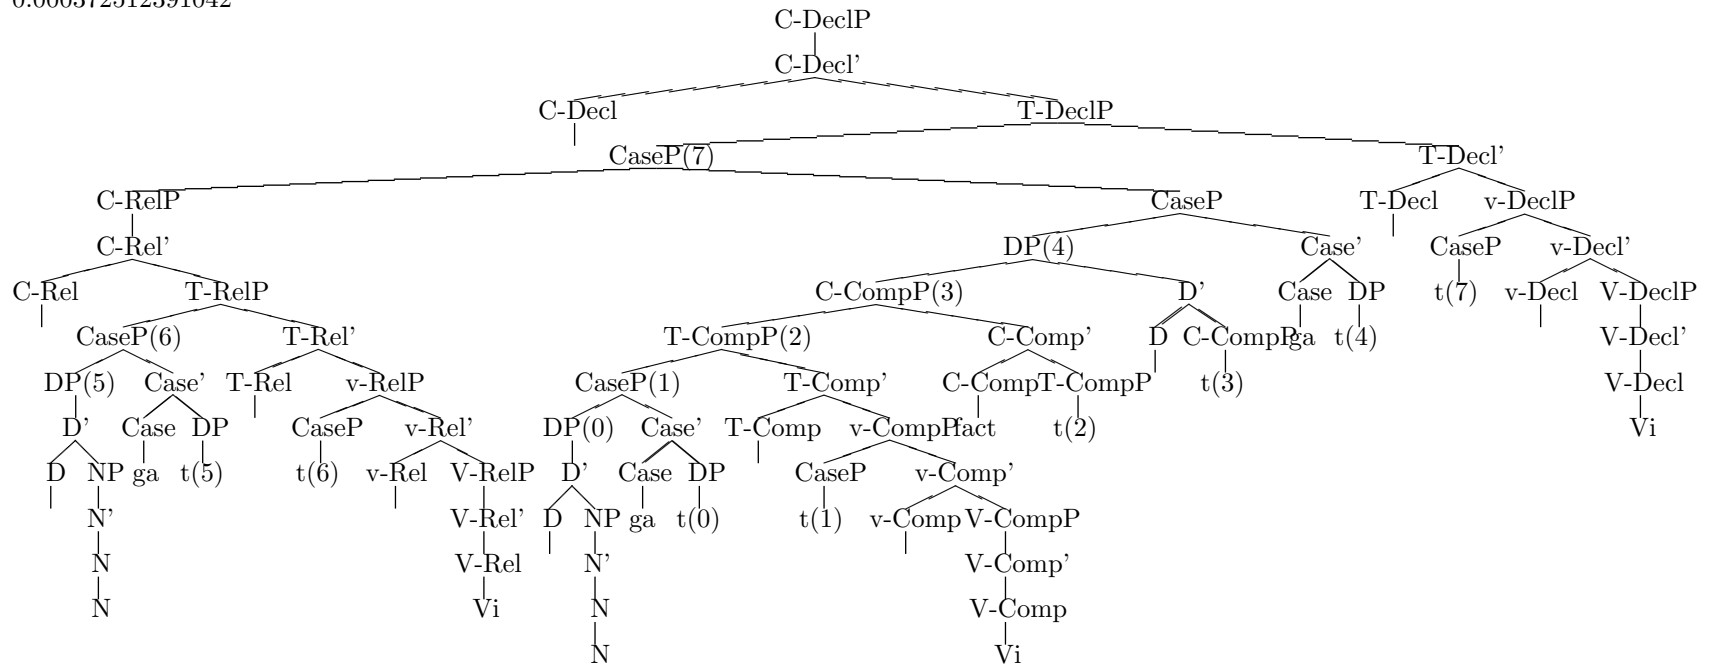 0.000372512391042
C-DeclP
C-Decl’
C-Decl T-DeclP
CaseP(7) T-Decl’
C-RelP CaseP T-Decl v-DeclP
C-Rel’ DP(4) Case’ CaseP v-Decl’
C-Rel T-RelP C-CompP(3) D’ Case DP t(7) v-Decl V-DeclP
CaseP(6) T-Rel’ T-CompP(2) C-Comp’ D C-CompP ga t(4) V-Decl’
DP(5) Case’ T-Rel v-RelP CaseP(1) T-Comp’ C-Comp T-CompP t(3) V-Decl
D’ Case DP CaseP v-Rel’ DP(0) Case’ T-Comp v-CompP fact t(2) Vi
D NP ga t(5) t(6) v-Rel V-RelP D’ Case DP CaseP v-Comp’
N’ V-Rel’ D NP ga t(0) t(1) v-Comp V-CompP
N V-Rel N’ V-Comp’
N Vi N V-Comp
N Vi